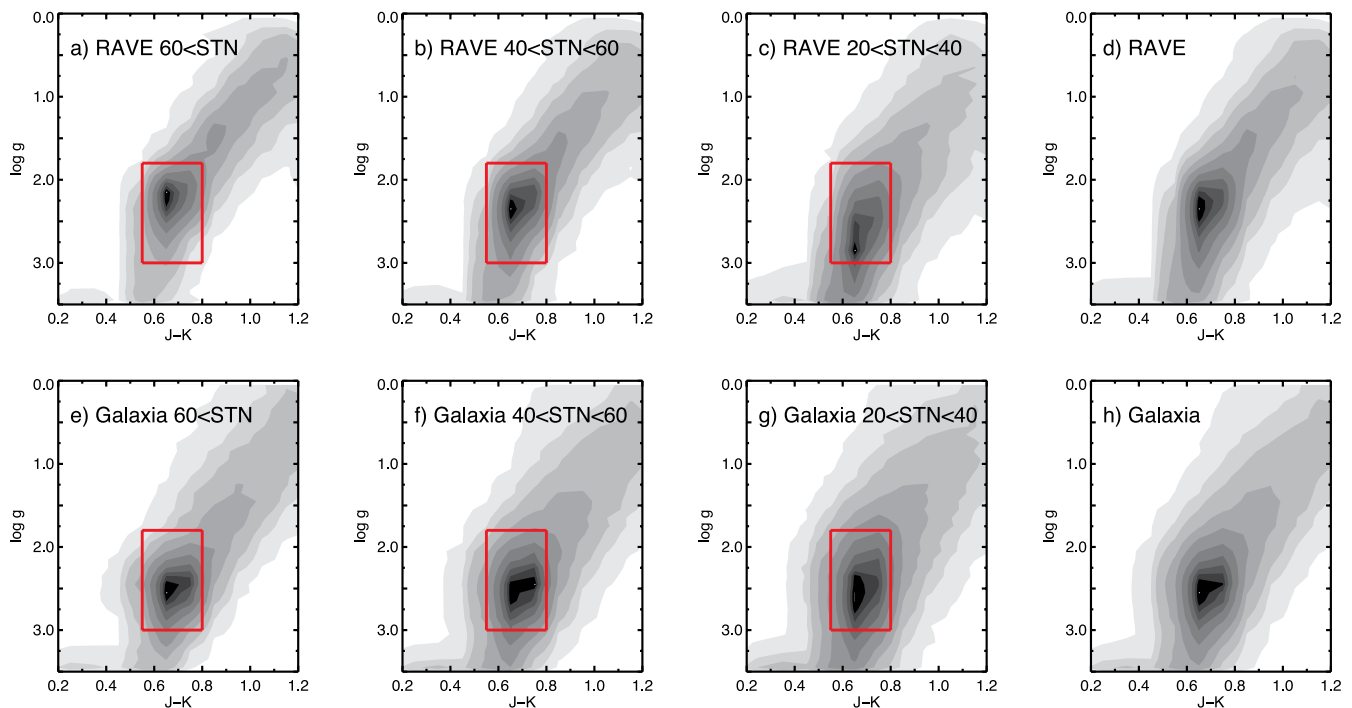 a) RAVE 60<STN
b) RAVE 40<STN<60
c) RAVE 20<STN<40
d) RAVE
0.0
1.0
2.0
3.0
log g
0.2 0.4 0.6 0.8 1.0 1.2
J−K
0.0
1.0
2.0
3.0
log g
0.2 0.4 0.6 0.8 1.0 1.2
J−K
0.0
1.0
2.0
3.0
log g
0.2 0.4 0.6 0.8 1.0 1.2
J−K
0.0
1.0
2.0
3.0
log g
0.2 0.4 0.6 0.8 1.0 1.2
J−K
e) Galaxia 60<STN
f) Galaxia 40<STN<60
g) Galaxia 20<STN<40
h) Galaxia
0.0
1.0
2.0
3.0
log g
0.2 0.4 0.6 0.8 1.0 1.2
J−K
0.0
1.0
2.0
3.0
log g
0.2 0.4 0.6 0.8 1.0 1.2
J−K
0.0
1.0
2.0
3.0
log g
0.2 0.4 0.6 0.8 1.0 1.2
J−K
0.0
1.0
2.0
3.0
log g
0.2 0.4 0.6 0.8 1.0 1.2
J−K